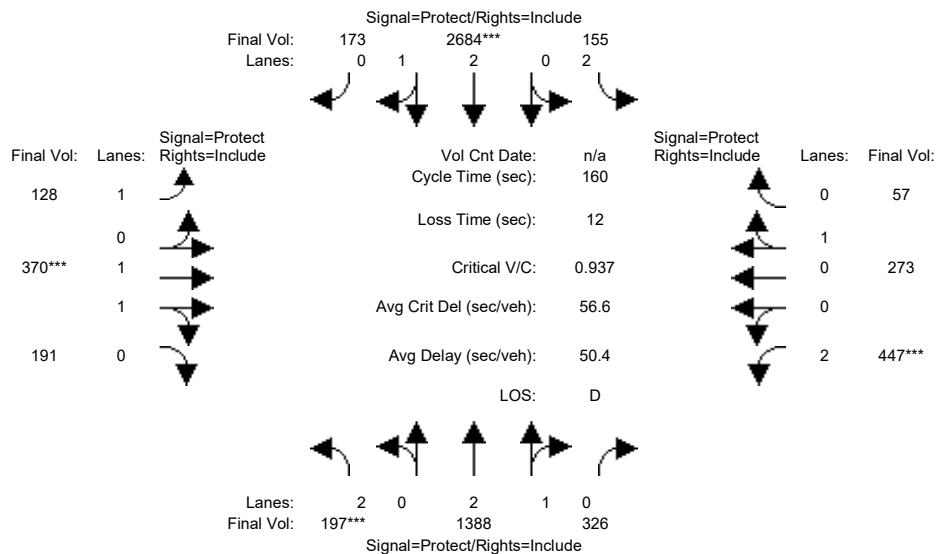 Signal=Protect/Rights=Include
Final Vol: 173 2684*** 155
Lanes: 0 1 2 0 2
Signal=Protect
Final Vol: Lanes: Rights=Include
Vol Cnt Date: n/a
Signal=Protect
Rights=Include Lanes: Final Vol:
Cycle Time (sec): 160
128 1
0 57
Loss Time (sec): 12
0
1
370*** 1
Critical V/C: 0.937
0 273
1
Avg Crit Del (sec/veh): 56.6
0
191 0
Avg Delay (sec/veh): 50.4
2 447***
LOS: D
Lanes: 2 0 2 1 0
Final Vol: 197*** 1388 326
Signal=Protect/Rights=Include